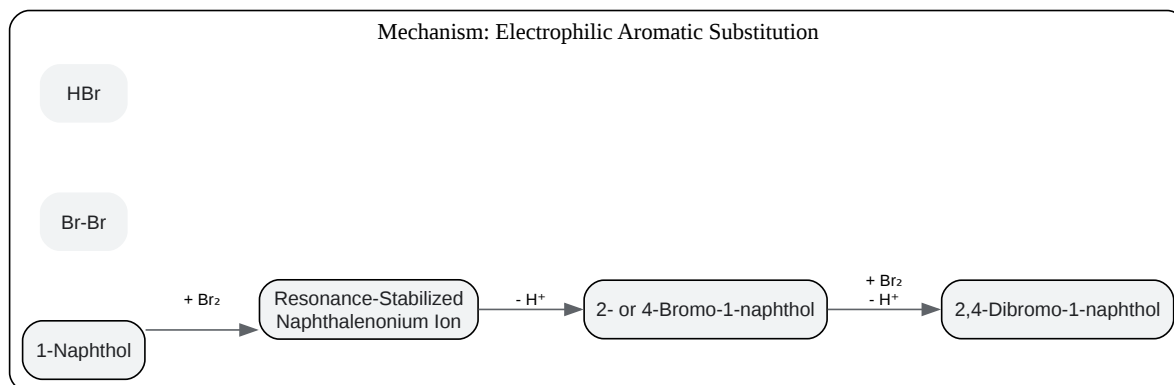 Mechanism: Electrophilic Aromatic Substitution
HBr
Br-Br
1-Naphthol
+ Br₂
Resonance-Stabilized
Naphthalenonium Ion
- H⁺
2- or 4-Bromo-1-naphthol
+ Br₂
- H⁺
2,4-Dibromo-1-naphthol